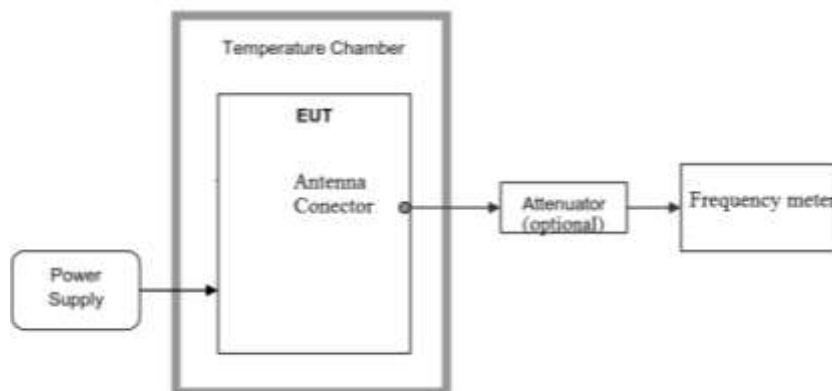 Temperature Chamber
EUT
Antenna
Conector
Attenuator
(optional)
Frequency meter
Power
Supply